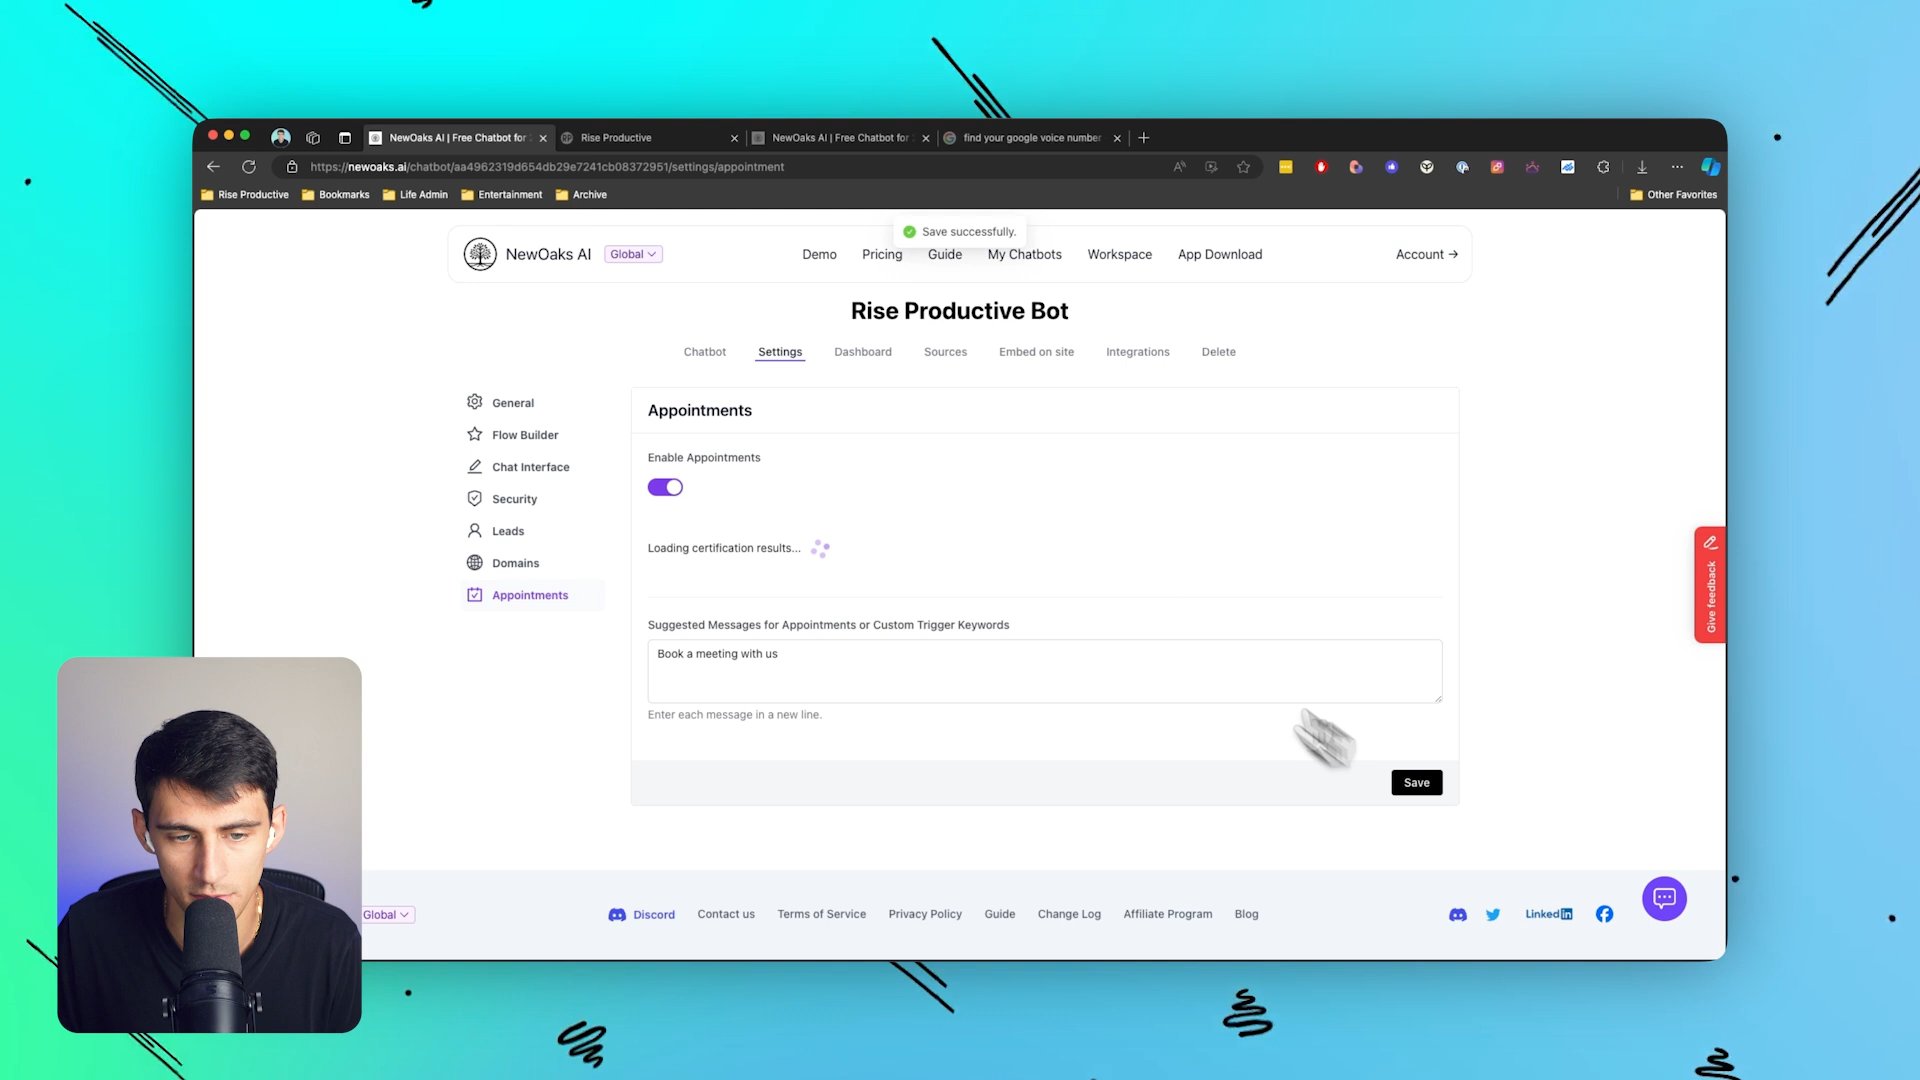 NewOaks AI | Free Chatbot for
Rise Productive
NewOaks AI | Free Chatbot for
find your google voice number
https://newoaks.ai/chatbot/aa4962319d654db29e7241cb08372951/settings/appointment
Rise Productive
Bookmarks
Life Admin
Entertainment
Archive
Other Favorites
Save successfully.
NewOaks AI
Global
Demo
Pricing
Guide
My Chatbots
Workspace
App Download
Account →
Rise Productive Bot
Chatbot
Settings
Dashboard
Sources
Embed on site
Integrations
Delete
General
Flow Builder
Chat Interface
Security
Leads
Domains
Appointments
Appointments
Enable Appointments
Loading certification results...
Suggested Messages for Appointments or Custom Trigger Keywords
Book a meeting with us
Enter each message in a new line.
Save
Give feedback
Global
Discord
Contact us
Terms of Service
Privacy Policy
Guide
Change Log
Affiliate Program
Blog
LinkedIn